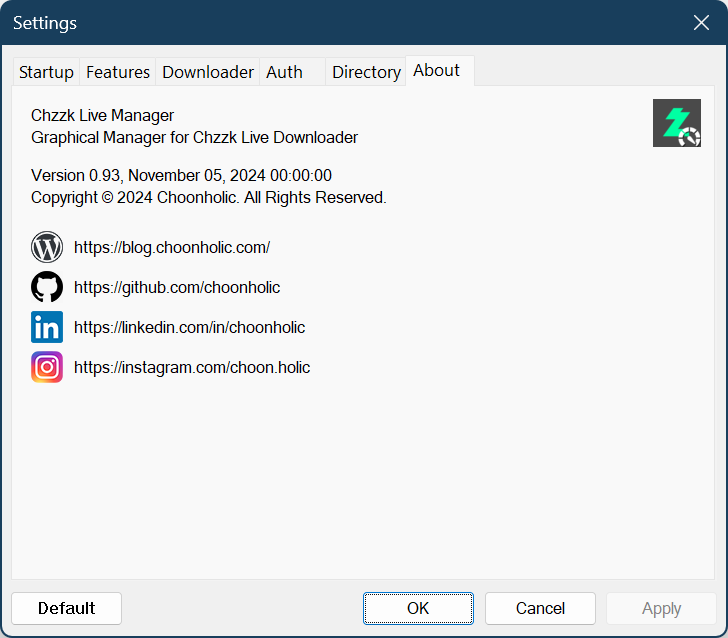 Settings
Startup Features Downloader Auth Directory About
Chzzk Live Manager
Graphical Manager for Chzzk Live Downloader
Version 0.93, November 05, 2024 00:00:00
Copyright © 2024 Choonholic. All Rights Reserved.
https://blog.choonholic.com/
https://github.com/choonholic
https://linkedin.com/in/choonholic
https://instagram.com/choon.holic
Default OK Cancel Apply